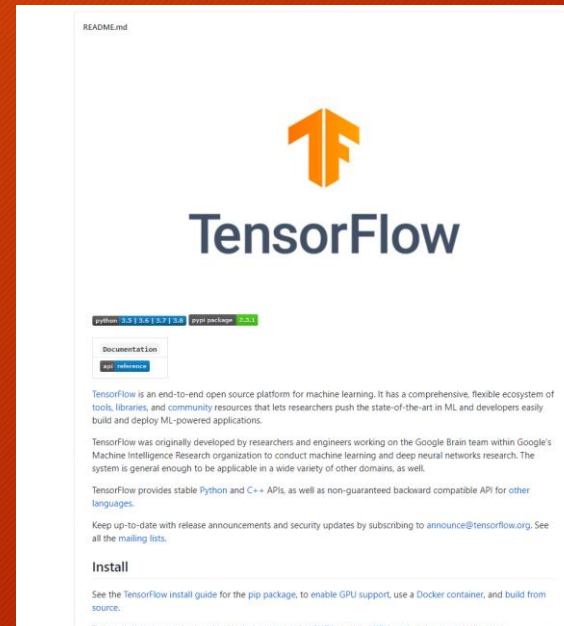 README.md
TensorFlow
python 3.5 | 3.6 | 3.7 | 3.8 pypi package 2.3.1
Documentation
api reference
TensorFlow is an end-to-end open source platform for machine learning. It has a comprehensive, flexible ecosystem of
tools, libraries, and community resources that lets researchers push the state-of-the-art in ML and developers easily
build and deploy ML-powered applications.
TensorFlow was originally developed by researchers and engineers working on the Google Brain team within Google's
Machine Intelligence Research organization to conduct machine learning and deep neural networks research. The
system is general enough to be applicable in a wide variety of other domains, as well.
TensorFlow provides stable Python and C++ APIs, as well as non-guaranteed backward compatible API for other
languages.
Keep up-to-date with release announcements and security updates by subscribing to announce@tensorflow.org. See
all the mailing lists.
Install
See the TensorFlow install guide for the pip package, to enable GPU support, use a Docker container, and build from
source.